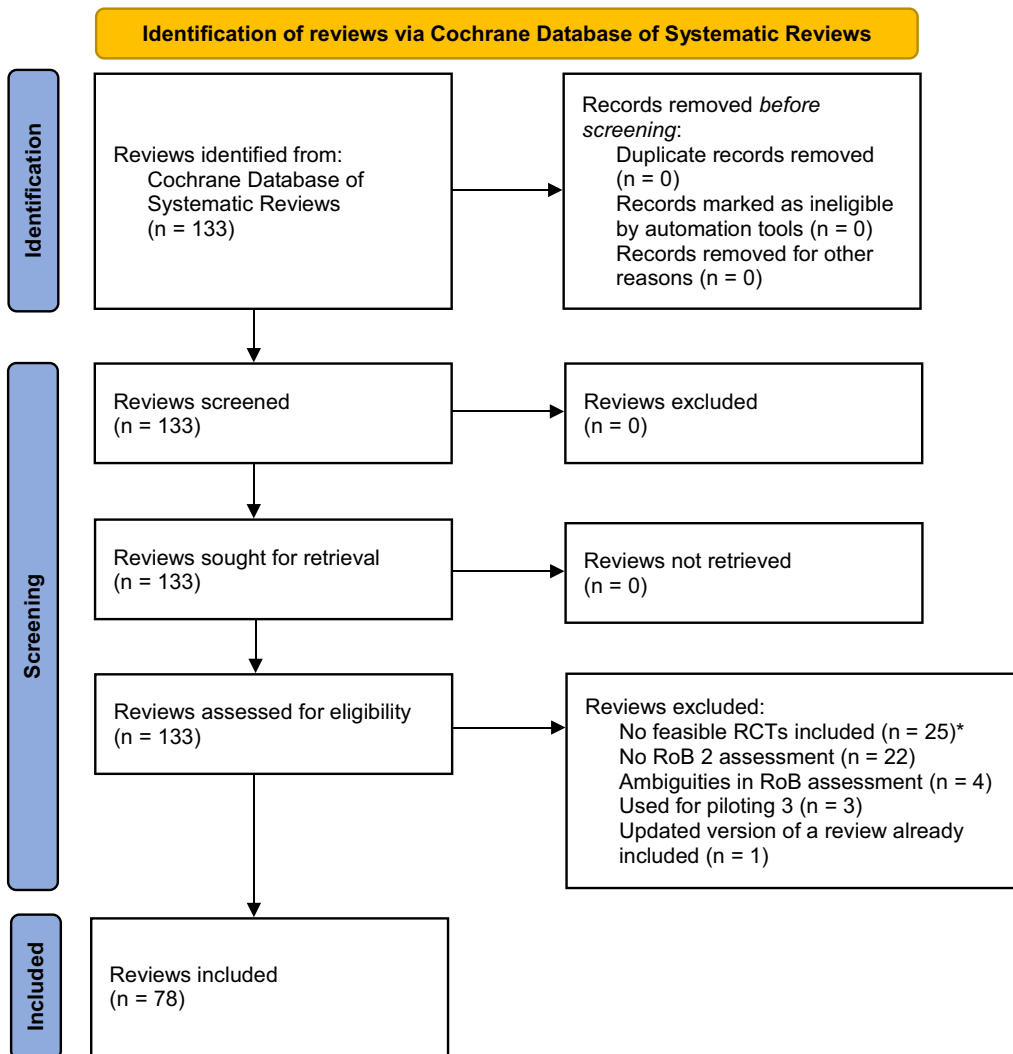 Identification of reviews via Cochrane Database of Systematic Reviews
Identification
Reviews identified from:
Cochrane Database of
Systematic Reviews
(n = 133)
Records removed before
screening:
Duplicate records removed
(n = 0)
Records marked as ineligible
by automation tools (n = 0)
Records removed for other
reasons (n = 0)
Screening
Reviews screened
(n = 133)
Reviews excluded
(n = 0)
Reviews sought for retrieval
(n = 133)
Reviews not retrieved
(n = 0)
Reviews assessed for eligibility
(n = 133)
Reviews excluded:
No feasible RCTs included (n = 25)*
No RoB 2 assessment (n = 22)
Ambiguities in RoB assessment (n = 4)
Used for piloting 3 (n = 3)
Updated version of a review already
included (n = 1)
Included
Reviews included
(n = 78)